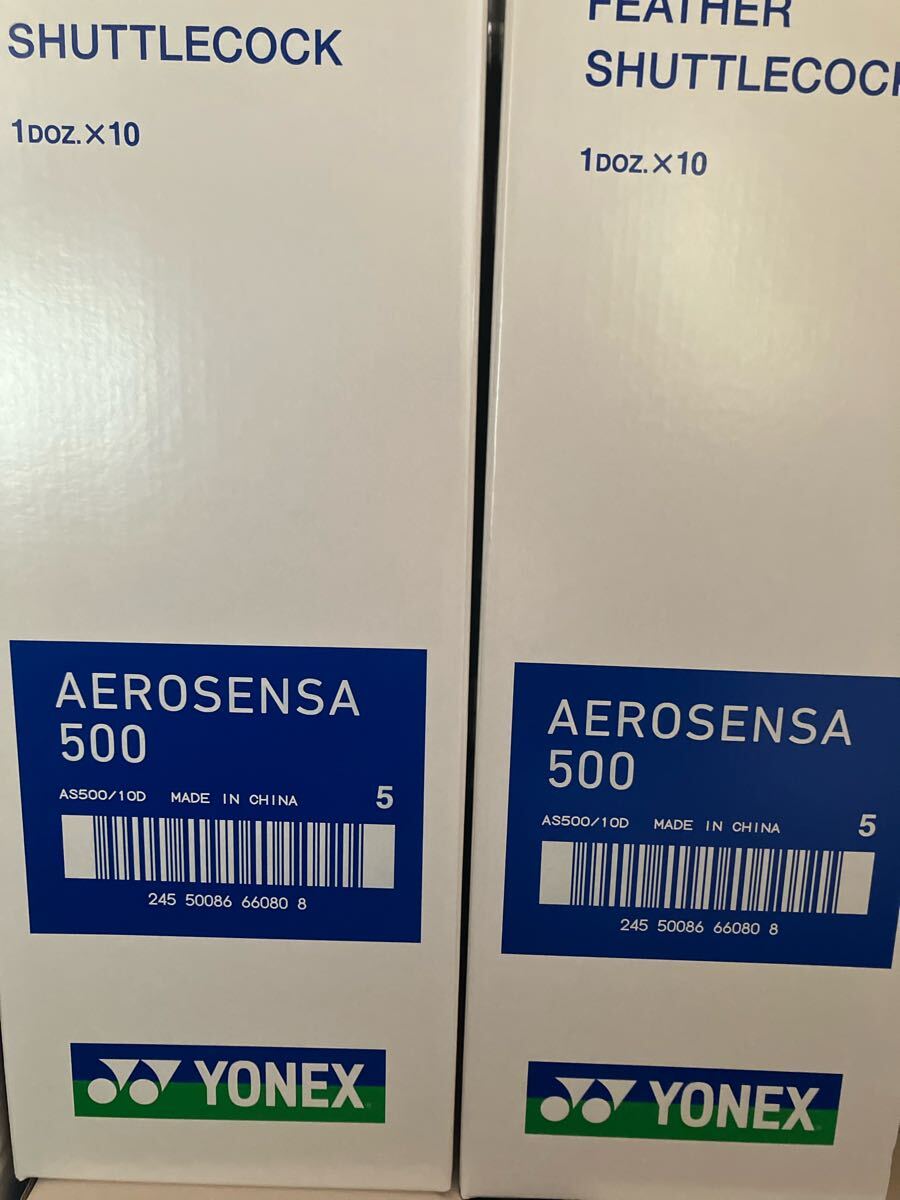 SHUTTLECOCK
1DOZ.×10
AEROSENSA
500
AS500/10D MADE IN CHINA 5
245 50086 66080 8
YONEX
FEATHER
SHUTTLECOCK
1DOZ.×10
AEROSENSA
500
AS500/10D MADE IN CHINA 5
245 50086 66080 8
YONEX